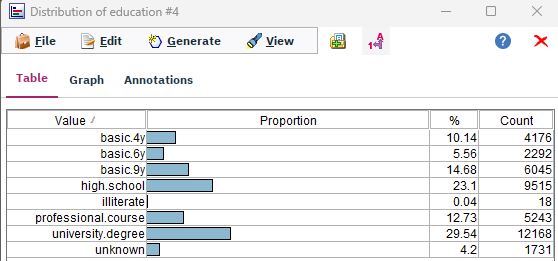 Distribution of education #4
File Edit Generate View
Table Graph Annotations
Value Proportion % Count
basic.4y 10.14 4176
basic.6y 5.56 2292
basic.9y 14.68 6045
high.school 23.1 9515
illiterate 0.04 18
professional.course 12.73 5243
university.degree 29.54 12168
unknown 4.2 1731